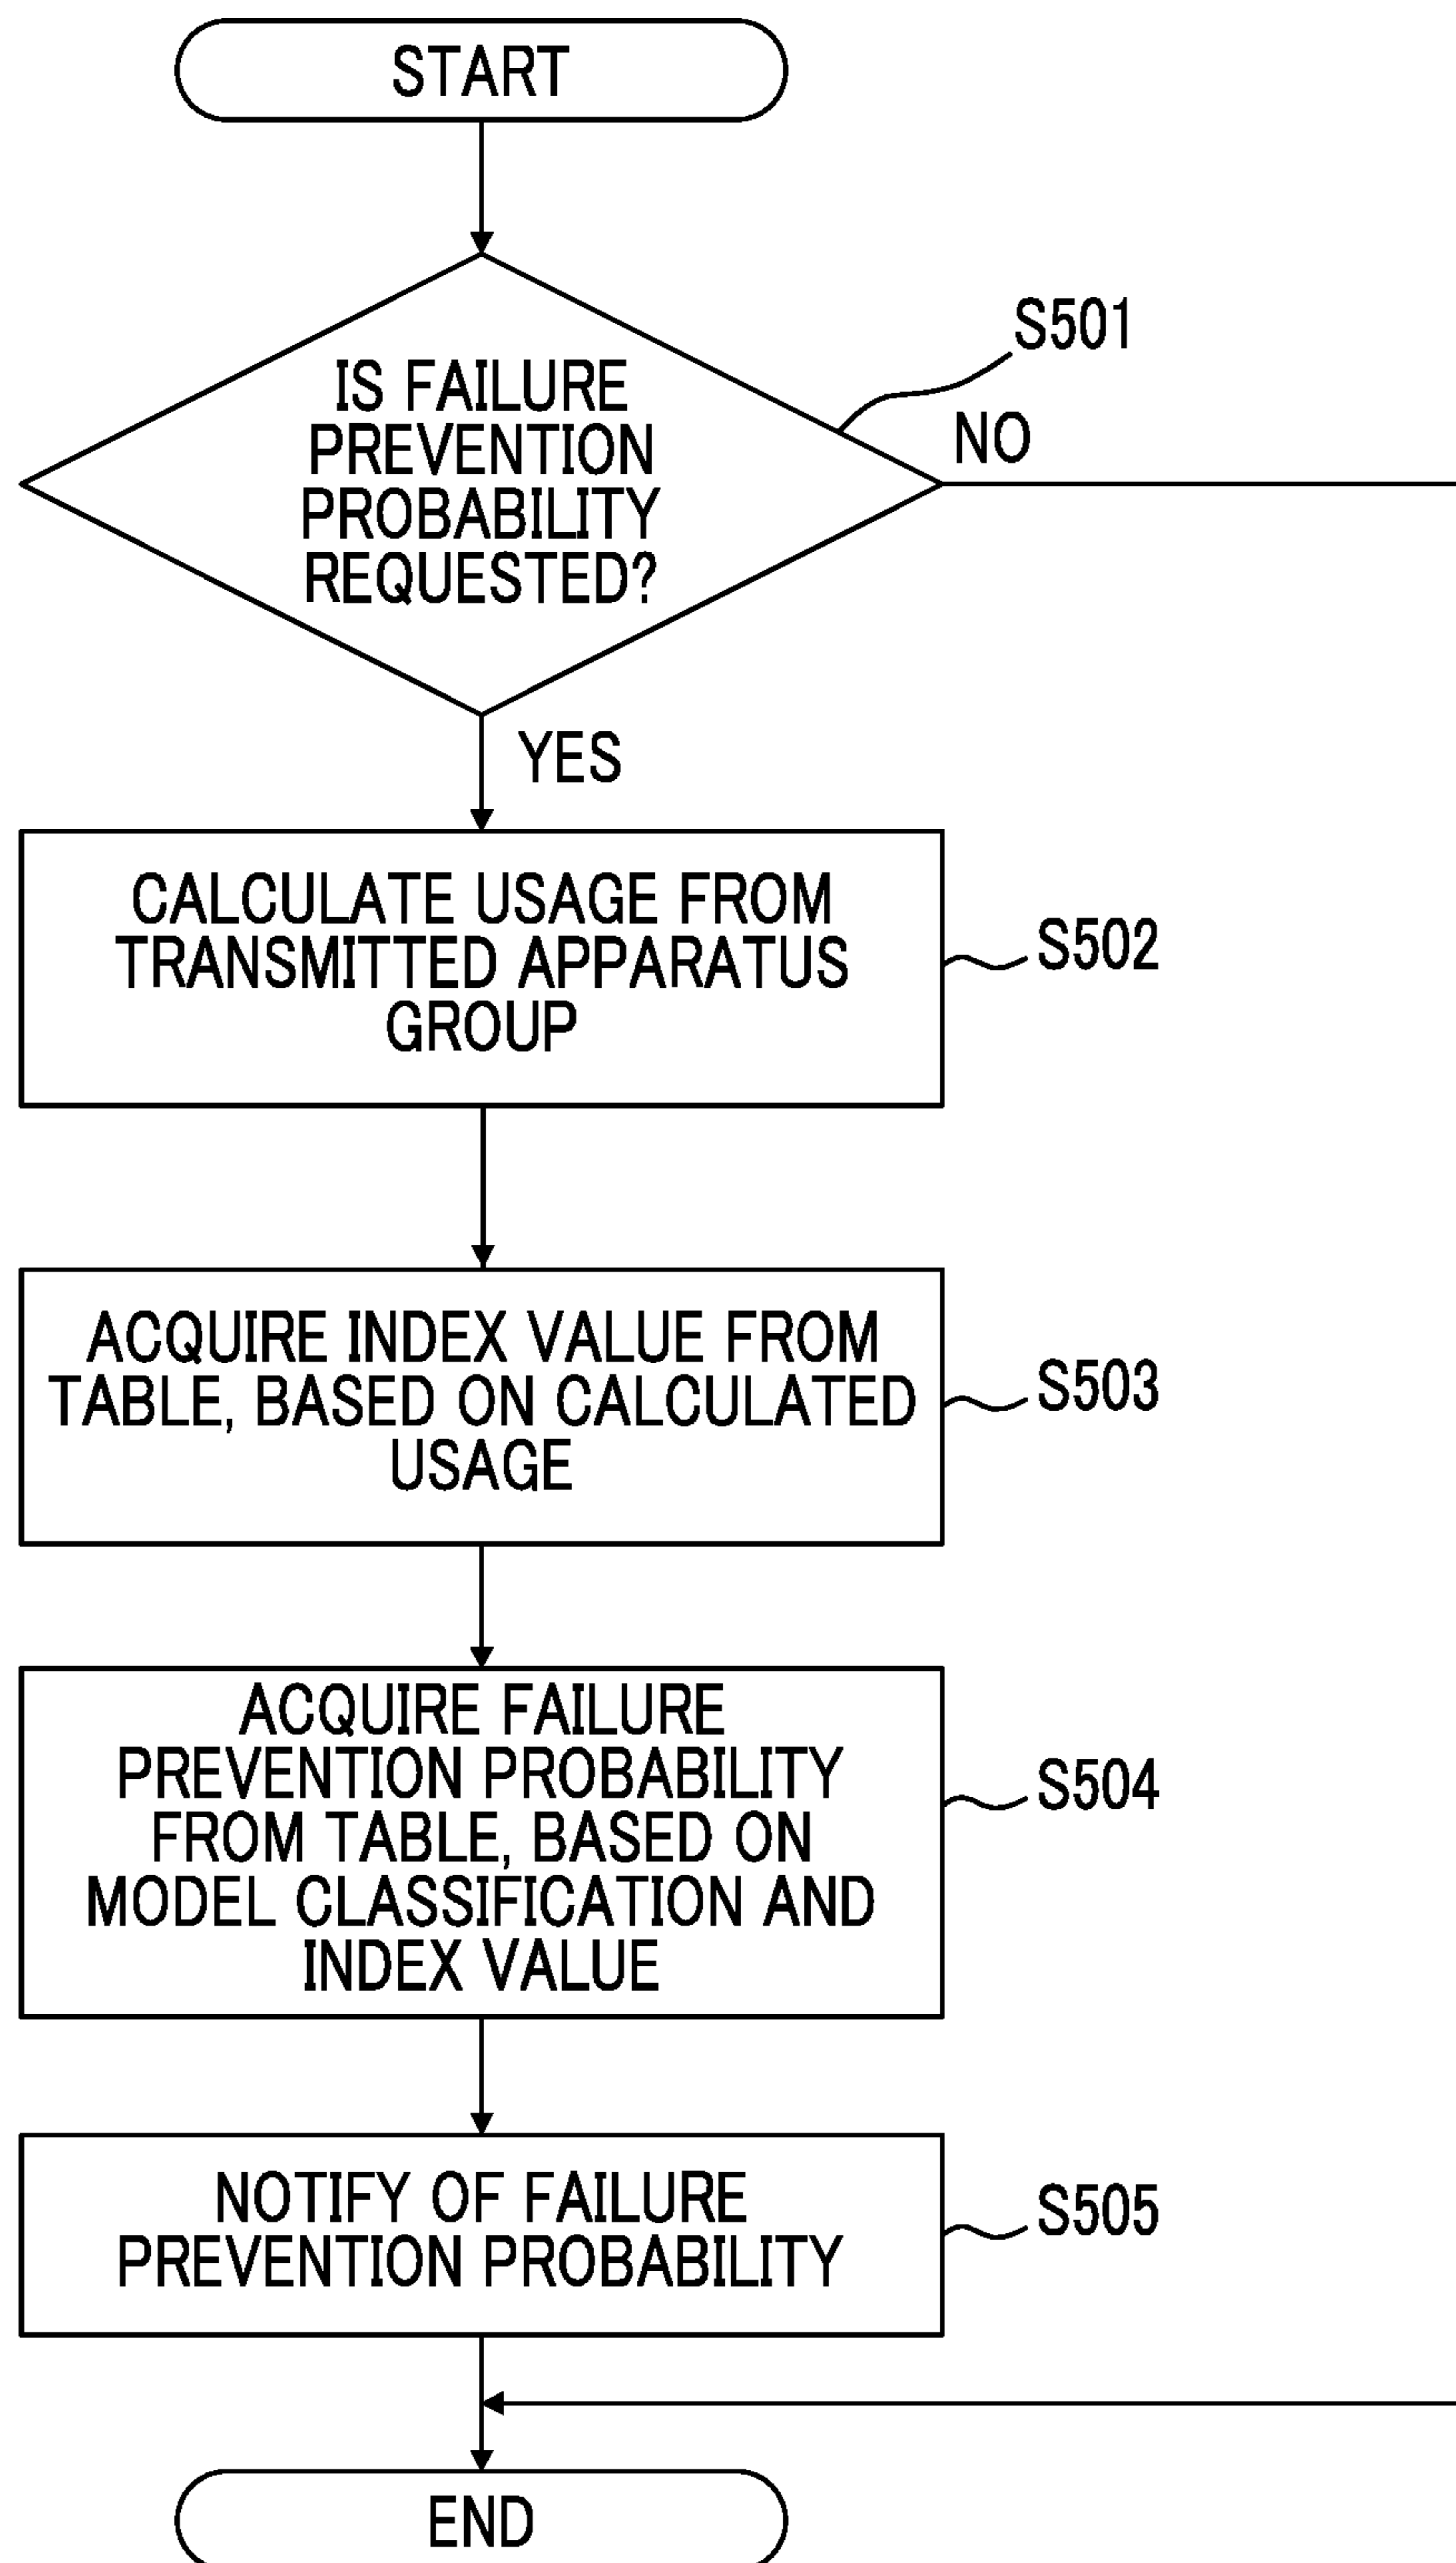 START
IS FAILURE
PREVENTION
PROBABILITY
REQUESTED?
S501
NO
YES
CALCULATE USAGE FROM
TRANSMITTED APPARATUS
GROUP
S502
ACQUIRE INDEX VALUE FROM
TABLE, BASED ON CALCULATED
USAGE
S503
ACQUIRE FAILURE
PREVENTION PROBABILITY
FROM TABLE, BASED ON
MODEL CLASSIFICATION AND
INDEX VALUE
S504
NOTIFY OF FAILURE
PREVENTION PROBABILITY
S505
END